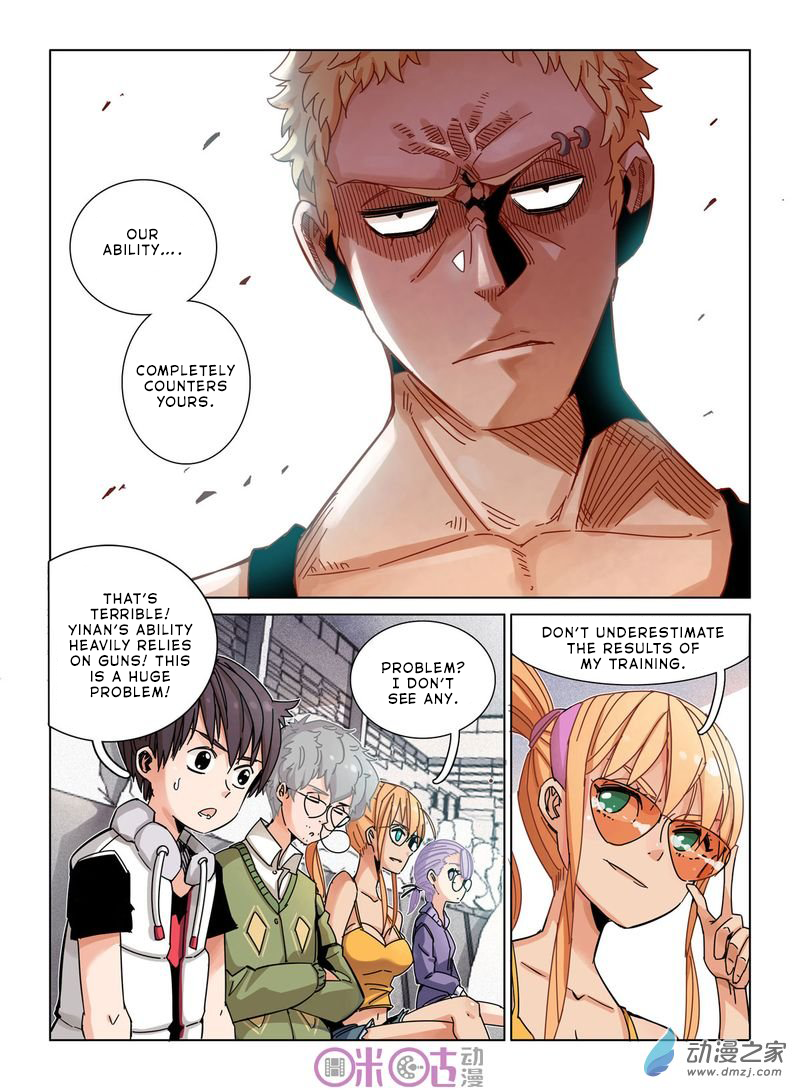 OUR
ABILITY....
COMPLETELY
COUNTERS
YOURS.
THAT'S
TERRIBLE!
YINAN'S ABILITY
HEAVILY RELIES
ON GUNS! THIS
IS A HUGE
PROBLEM!
PROBLEM?
I DON'T
SEE ANY.
DON'T UNDERESTIMATE
THE RESULTS OF
MY TRAINING.
咪咕动漫
动漫之家
www.dmzj.com